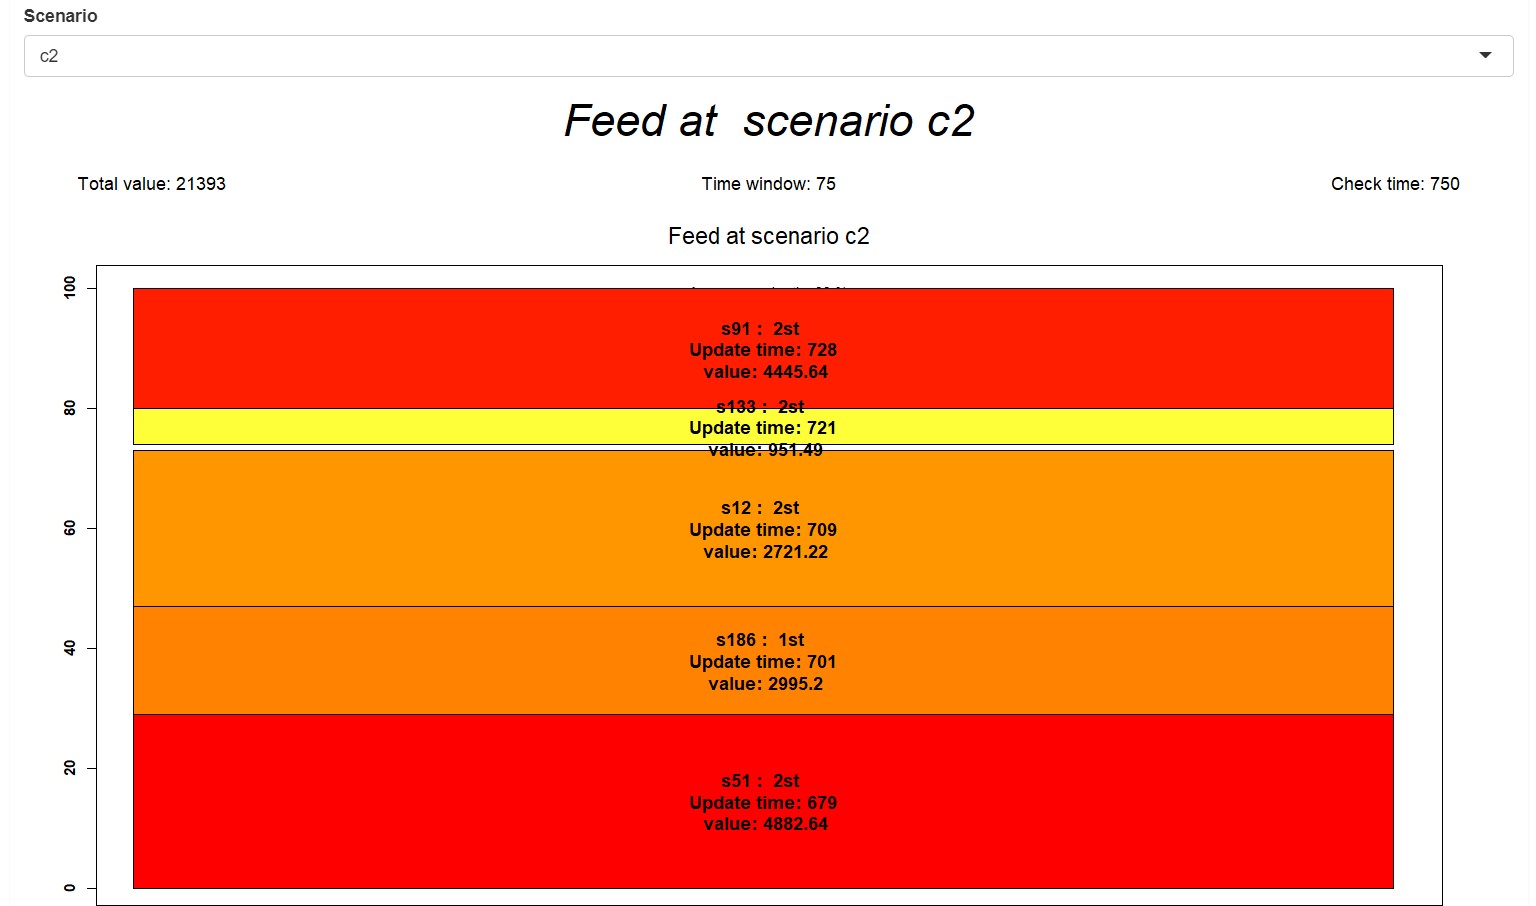 Scenario
c2
Feed at scenario c2
Total value: 21393
Time window: 75
Check time: 750
Feed at scenario c2
100
s91 : 2st
Update time: 728
value: 4445.64
80
s133 : 2st
Update time: 721
value: 951.49
s12 : 2st
60
Update time: 709
value: 2721.22
s186 : 1st
40
Update time: 701
value: 2995.2
20
s51 : 2st
Update time: 679
value: 4882.64
0